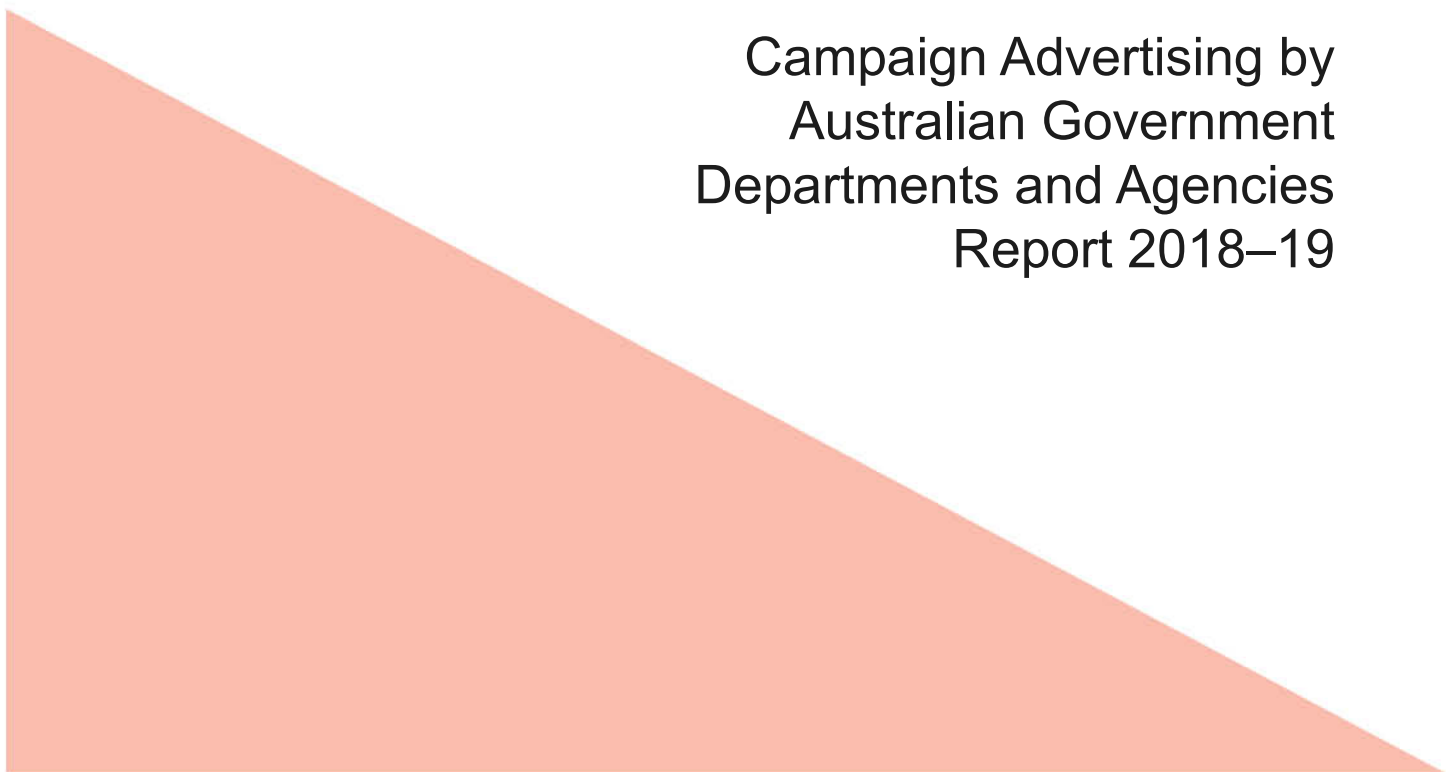 Campaign Advertising by
Australian Government
Departments and Agencies
Report 2018–19